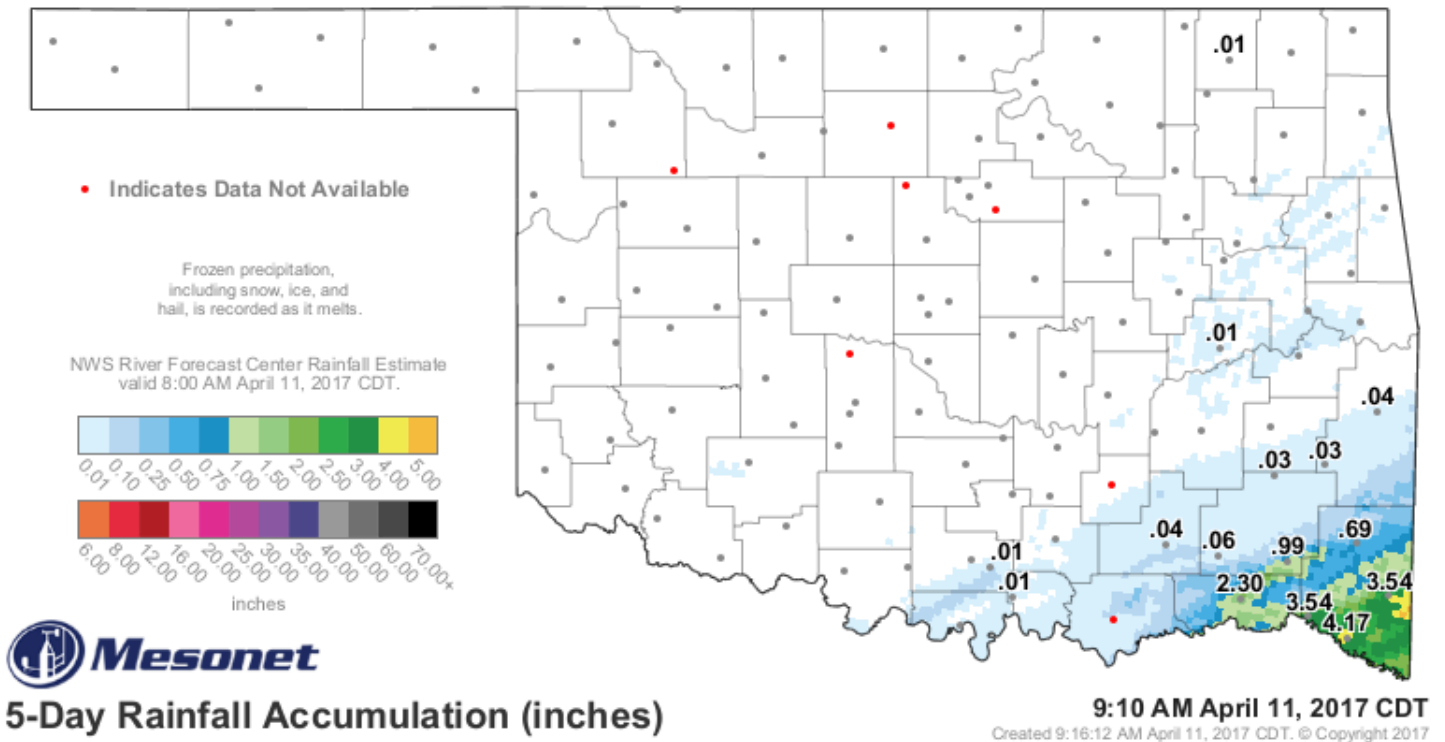 .01
Indicates Data Not Available
Frozen precipitation,
including snow, ice, and
hail, is recorded as it melts.
.01
NWS River Forecast Center Rainfall Estimate
valid 8:00 AM April 11, 2017 CDT.
.04
0.01 0.10 0.25 0.50 0.75 1.00 1.50 2.00 2.50 3.00 4.00 5.00
.03 .03
6.00 8.00 12.00 16.00 20.00 25.00 30.00 35.00 40.00 50.00 60.00 70.00+
inches
.04 .06 .99 .69
.01
.01
2.30 3.54 3.54
4.17
Mesonet
5-Day Rainfall Accumulation (inches)
9:10 AM April 11, 2017 CDT
Created 9:16:12 AM April 11, 2017 CDT. © Copyright 2017